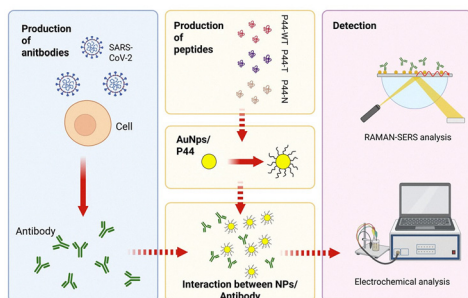 Production
of
anitbodies
SARS-
CoV-2
Cell
Antibody
Production
of
peptides
P44-WT
P44-T
P44-N
AuNps/
P44
Interaction between NPs/
Antibody
Detection
RAMAN-SERS analysis
Electrochemical analysis